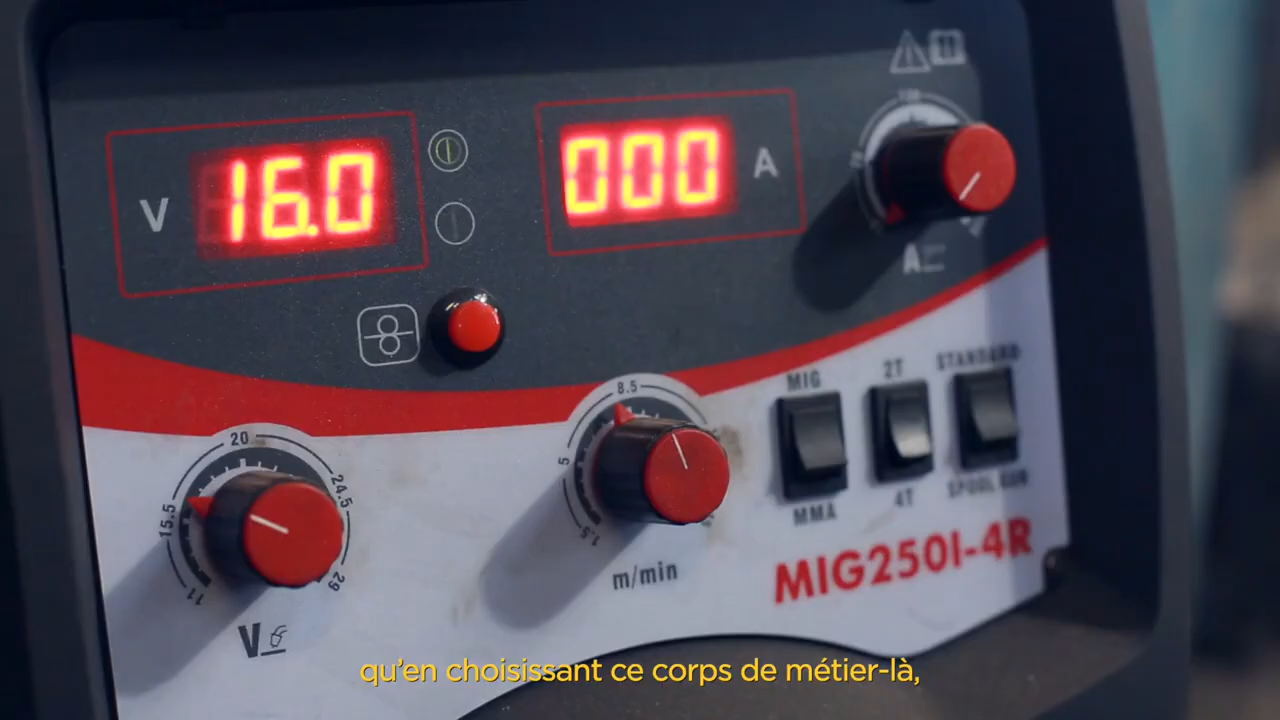 V 16.0
000 A
A
20
24.5
15.5
29
11
V
8.5
5
1.5
m/min
MIG 2T STANDARD
MMA 4T SPOOL GUN
MIG250I-4R
qu'en choisissant ce corps de métier-là,